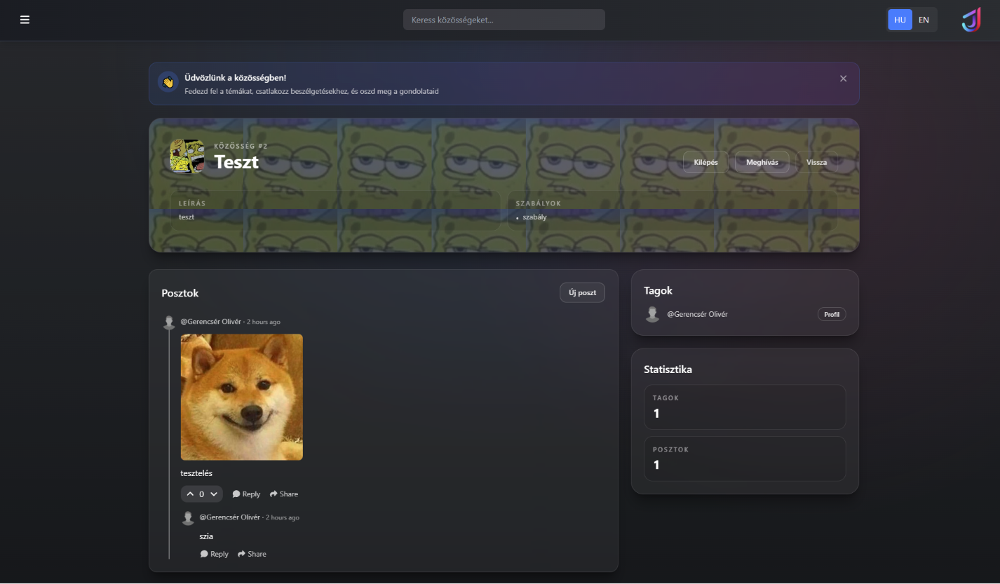 Keress közösségeket...
HU EN
Üdvözlünk a közösségben!
Fedezd fel a témákat, csatlakozz beszélgetésekhez, és oszd meg a gondolataid
KÖZÖSSÉG #2
Teszt
Kilépés Meghívás Vissza
LEÍRÁS
teszt
SZABÁLYOK
• szabály
Posztok
Új poszt
@Gerencsér Olivér · 2 hours ago
tesztelés
0 Reply Share
@Gerencsér Olivér · 2 hours ago
szia
Reply Share
Tagok
@Gerencsér Olivér Profil
Statisztika
TAGOK
1
POSZTOK
1